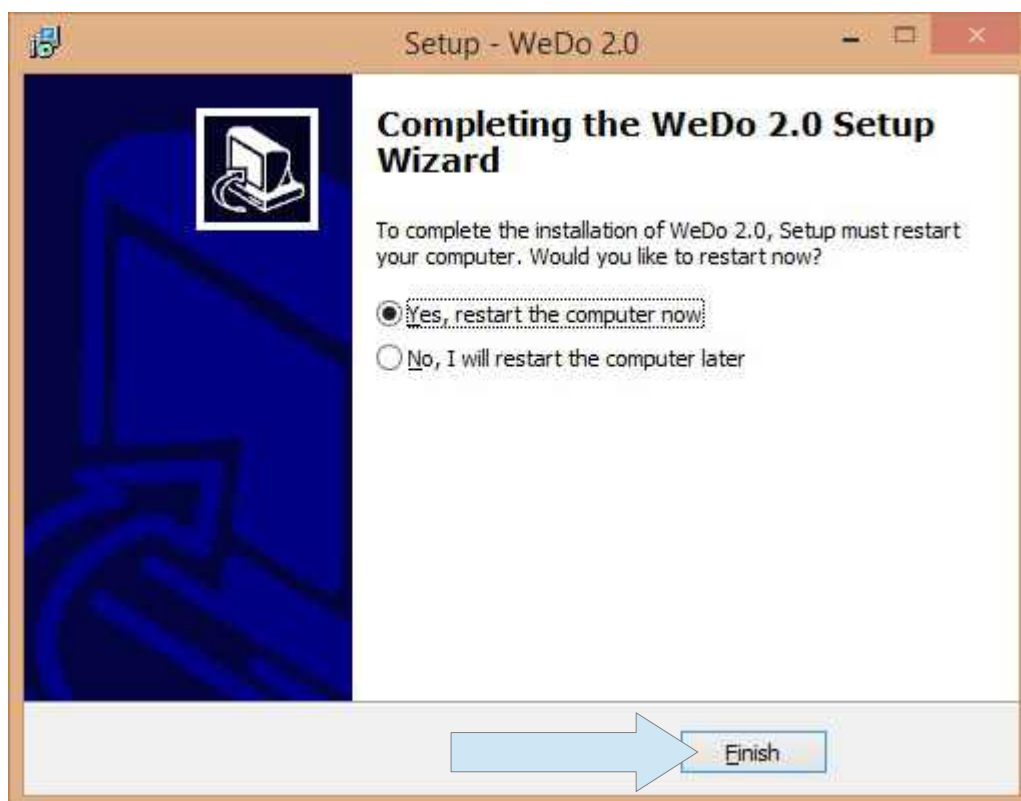 Setup - WeDo 2.0
Completing the WeDo 2.0 Setup
Wizard
To complete the installation of WeDo 2.0, Setup must restart
your computer. Would you like to restart now?
Yes, restart the computer now
No, I will restart the computer later
Finish